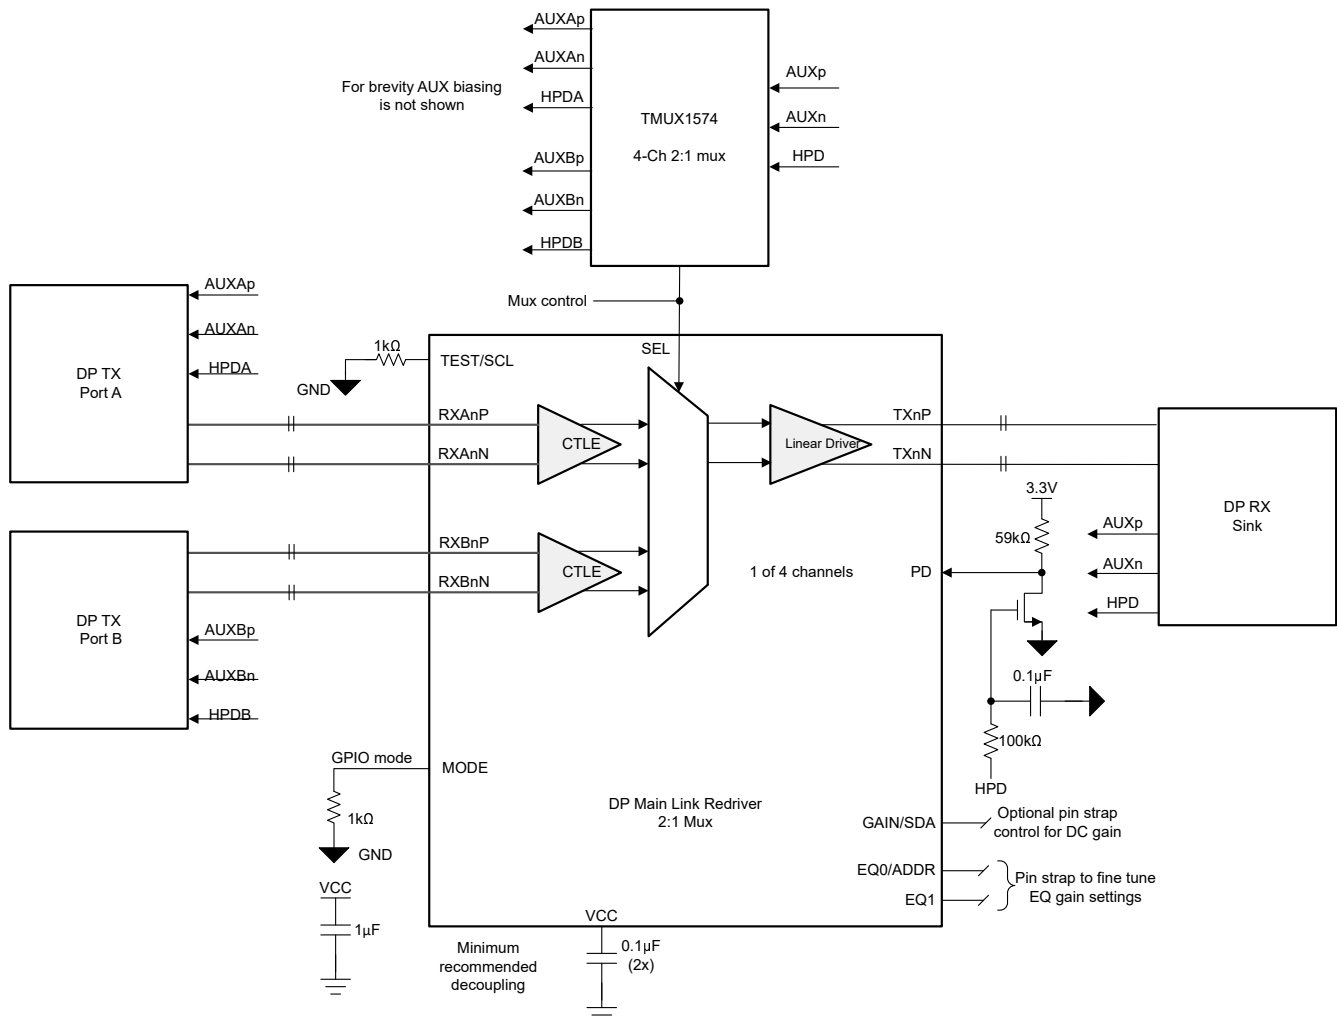 AUXAp
AUXAn
HPDA
AUXBp
AUXBn
HPDB
For brevity AUX biasing
is not shown
TMUX1574
4-Ch 2:1 mux
AUXp
AUXn
HPD
Mux control
DP TX
Port A
AUXAp
AUXAn
HPDA
1kΩ
GND
TEST/SCL
SEL
RXAnP
RXAnN
CTLE
Linear Driver
TXnP
TXnN
DP TX
Port B
RXBnP
RXBnN
CTLE
AUXBp
AUXBn
HPDB
1 of 4 channels
PD
3.3V
59kΩ
0.1µF
100kΩ
HPD
AUXp
AUXn
HPD
DP RX
Sink
GPIO mode
MODE
1kΩ
GND
DP Main Link Redriver
2:1 Mux
GAIN/SDA
Optional pin strap
control for DC gain
EQ0/ADDR
EQ1
Pin strap to fine tune
EQ gain settings
VCC
1µF
VCC
Minimum
recommended
decoupling
0.1µF
(2x)